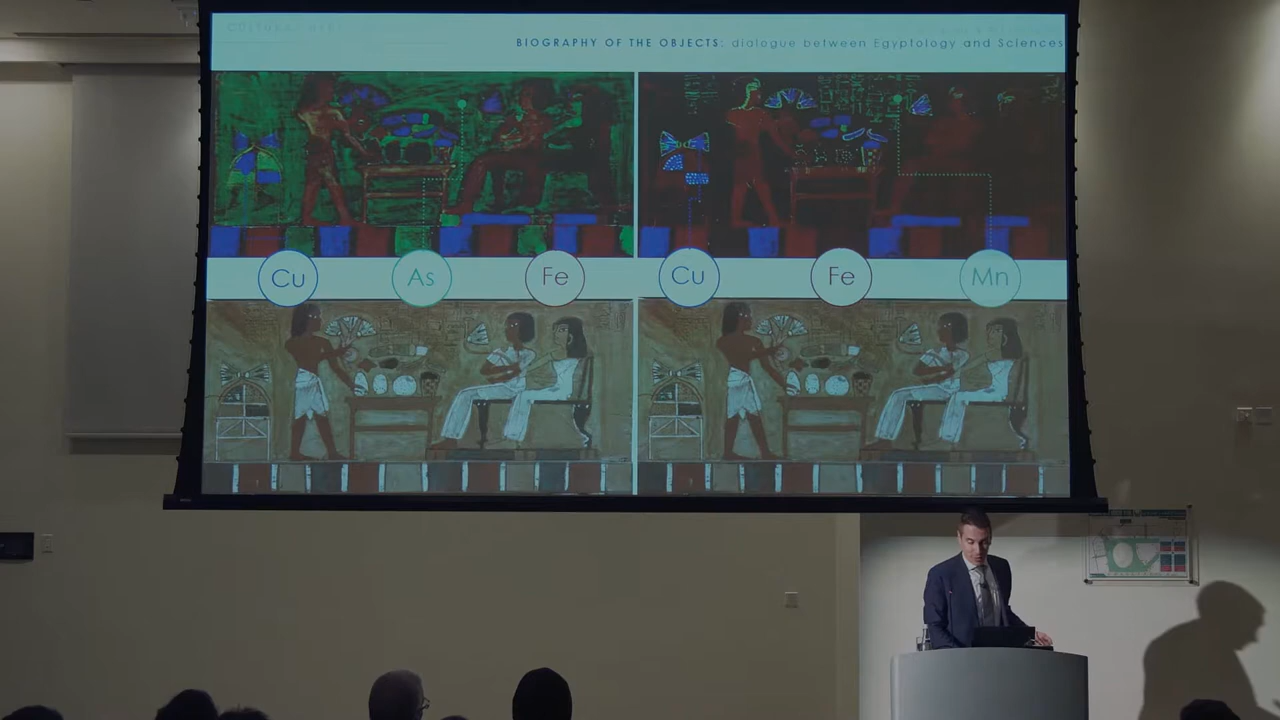 BIOGRAPHY OF THE OBJECTS: dialogue between Egyptology and Sciences
Cu As Fe Cu Fe Mn